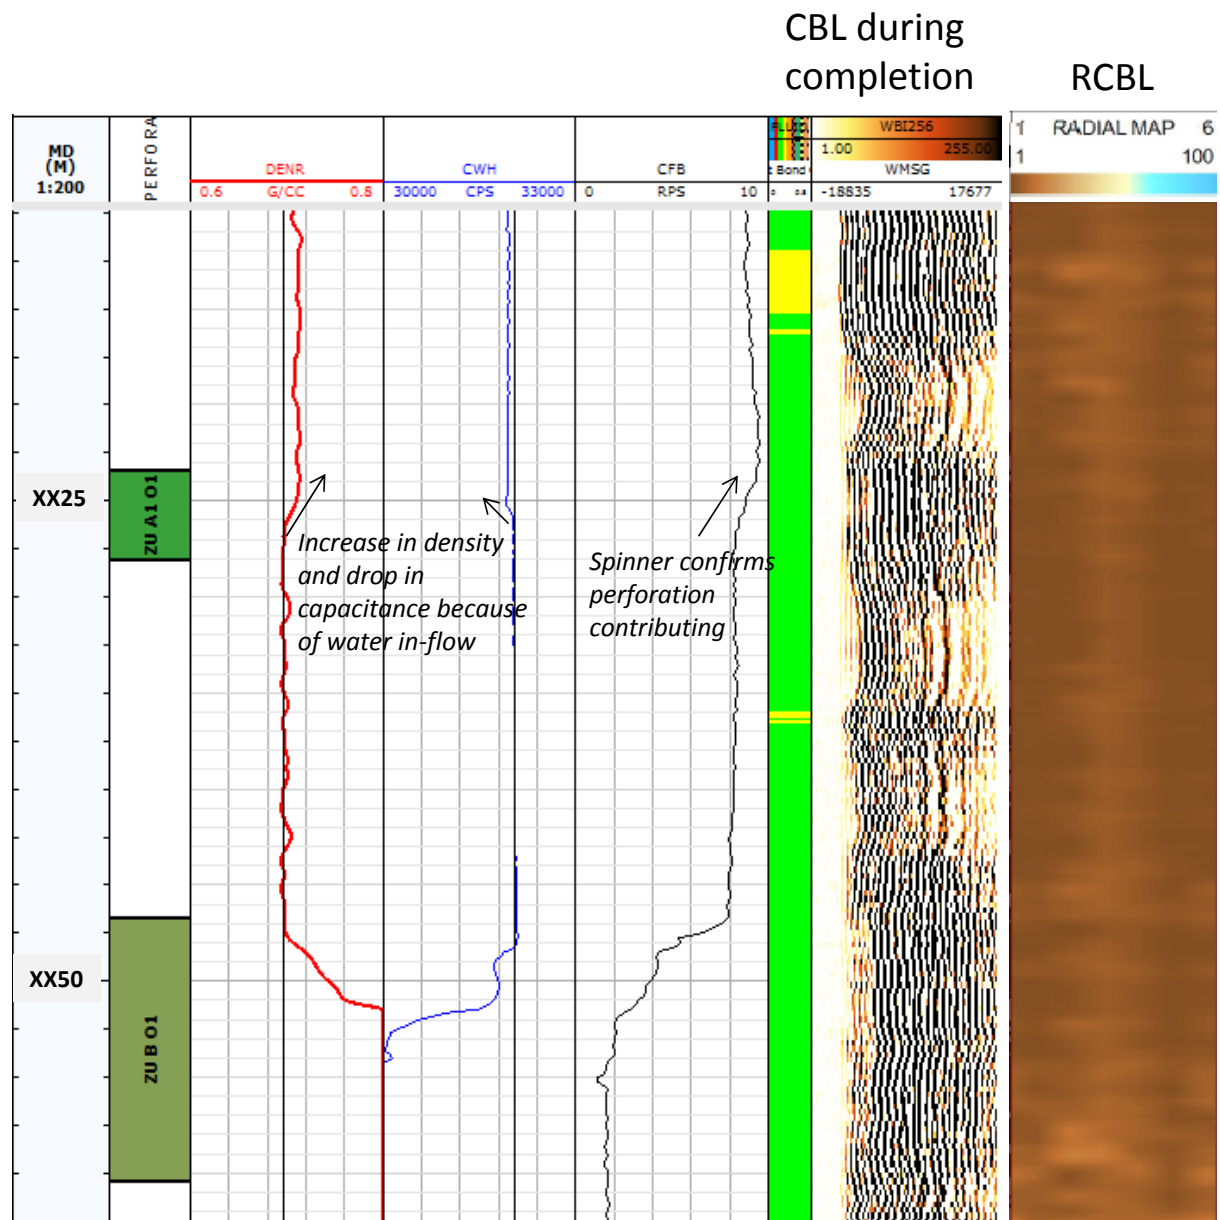 CBL during
completion
RCBL
MD
(M)
1:200
PERFORA
DENR
0.6 G/CC 0.8
CWH
30000 CPS 33000
CFB
0 RPS 10
Bond
WBI256
1.00 255.00
WMSG
-18835 17677
1 RADIAL MAP 6
1 100
XX25
ZU A1 O1
Increase in density
and drop in
capacitance because
of water in-flow
Spinner confirms
perforation
contributing
XX50
ZU B O1